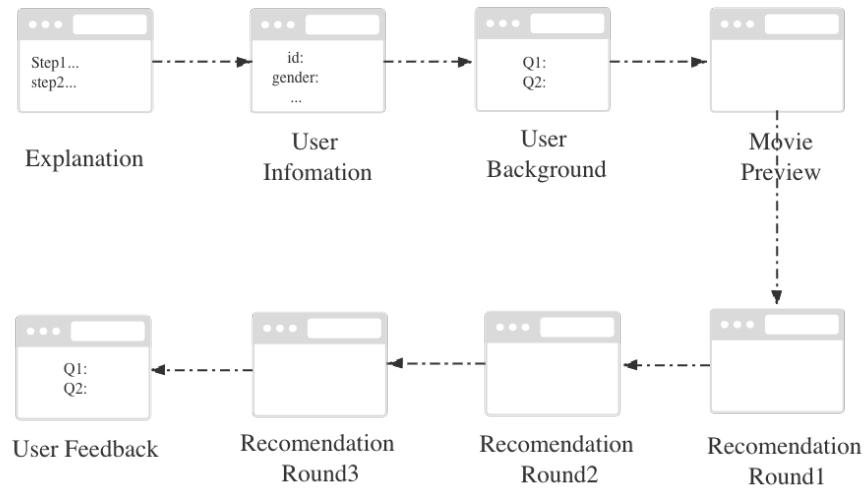 Step1...
step2...
Explanation
id:
gender:
...
User
Infomation
Q1:
Q2:
User
Background
Movie
Preview
Q1:
Q2:
User Feedback
Recomendation
Round3
Recomendation
Round2
Recomendation
Round1